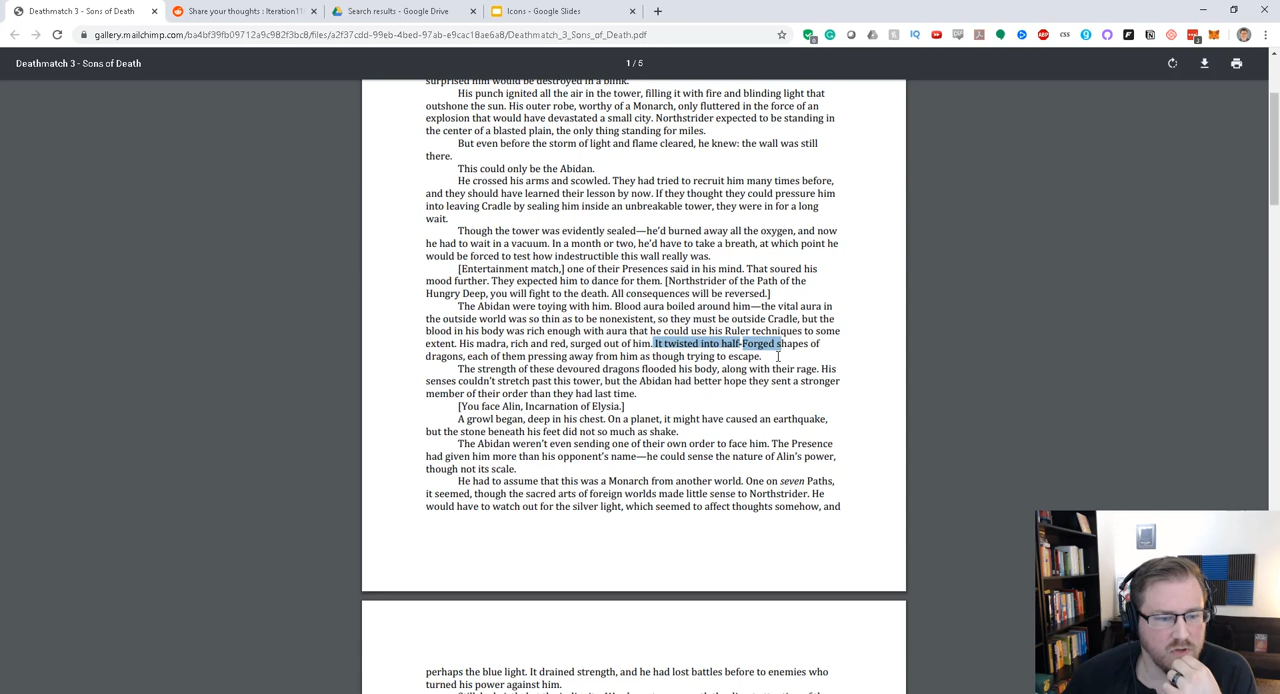 Deathmatch 3 - Sons of Death
Share your thoughts : Iteration11
Search results - Google Drive
Icons - Google Slides
gallery.mailchimp.com/ba4bf39fb09712a9c982f3bc8/files/a2f37cdd-99eb-4bed-97ab-e9cac18ae6a8/Deathmatch_3_Sons_of_Death.pdf
Deathmatch 3 - Sons of Death
1 / 5
surprised him would be destroyed in a blink.
His punch ignited all the air in the tower, filling it with fire and blinding light that
outshone the sun. His outer robe, worthy of a Monarch, only fluttered in the force of an
explosion that would have devastated a small city. Northstrider expected to be standing in
the center of a blasted plain, the only thing standing for miles.
But even before the storm of light and flame cleared, he knew: the wall was still
there.
This could only be the Abidan.
He crossed his arms and scowled. They had tried to recruit him many times before,
and they should have learned their lesson by now. If they thought they could pressure him
into leaving Cradle by sealing him inside an unbreakable tower, they were in for a long
wait.
Though the tower was evidently sealed—he'd burned away all the oxygen, and now
he had to wait in a vacuum. In a month or two, he'd have to take a breath, at which point he
would be forced to test how indestructible this wall really was.
[Entertainment match,] one of their Presences said in his mind. That soured his
mood further. They expected him to dance for them. [Northstrider of the Path of the
Hungry Deep, you will fight to the death. All consequences will be reversed.]
The Abidan were toying with him. Blood aura boiled around him—the vital aura in
the outside world was so thin as to be nonexistent, so they must be outside Cradle, but the
blood in his body was rich enough with aura that he could use his Ruler techniques to some
extent. His madra, rich and red, surged out of him. It twisted into half-Forged shapes of
dragons, each of them pressing away from him as though trying to escape.
The strength of these devoured dragons flooded his body, along with their rage. His
senses couldn't stretch past this tower, but the Abidan had better hope they sent a stronger
member of their order than they had last time.
[You face Alin, Incarnation of Elysia.]
A growl began, deep in his chest. On a planet, it might have caused an earthquake,
but the stone beneath his feet did not so much as shake.
The Abidan weren't even sending one of their own order to face him. The Presence
had given him more than his opponent's name—he could sense the nature of Alin's power,
though not its scale.
He had to assume that this was a Monarch from another world. One on seven Paths,
it seemed, though the sacred arts of foreign worlds made little sense to Northstrider. He
would have to watch out for the silver light, which seemed to affect thoughts somehow, and
perhaps the blue light. It drained strength, and he had lost battles before to enemies who
turned his power against him.